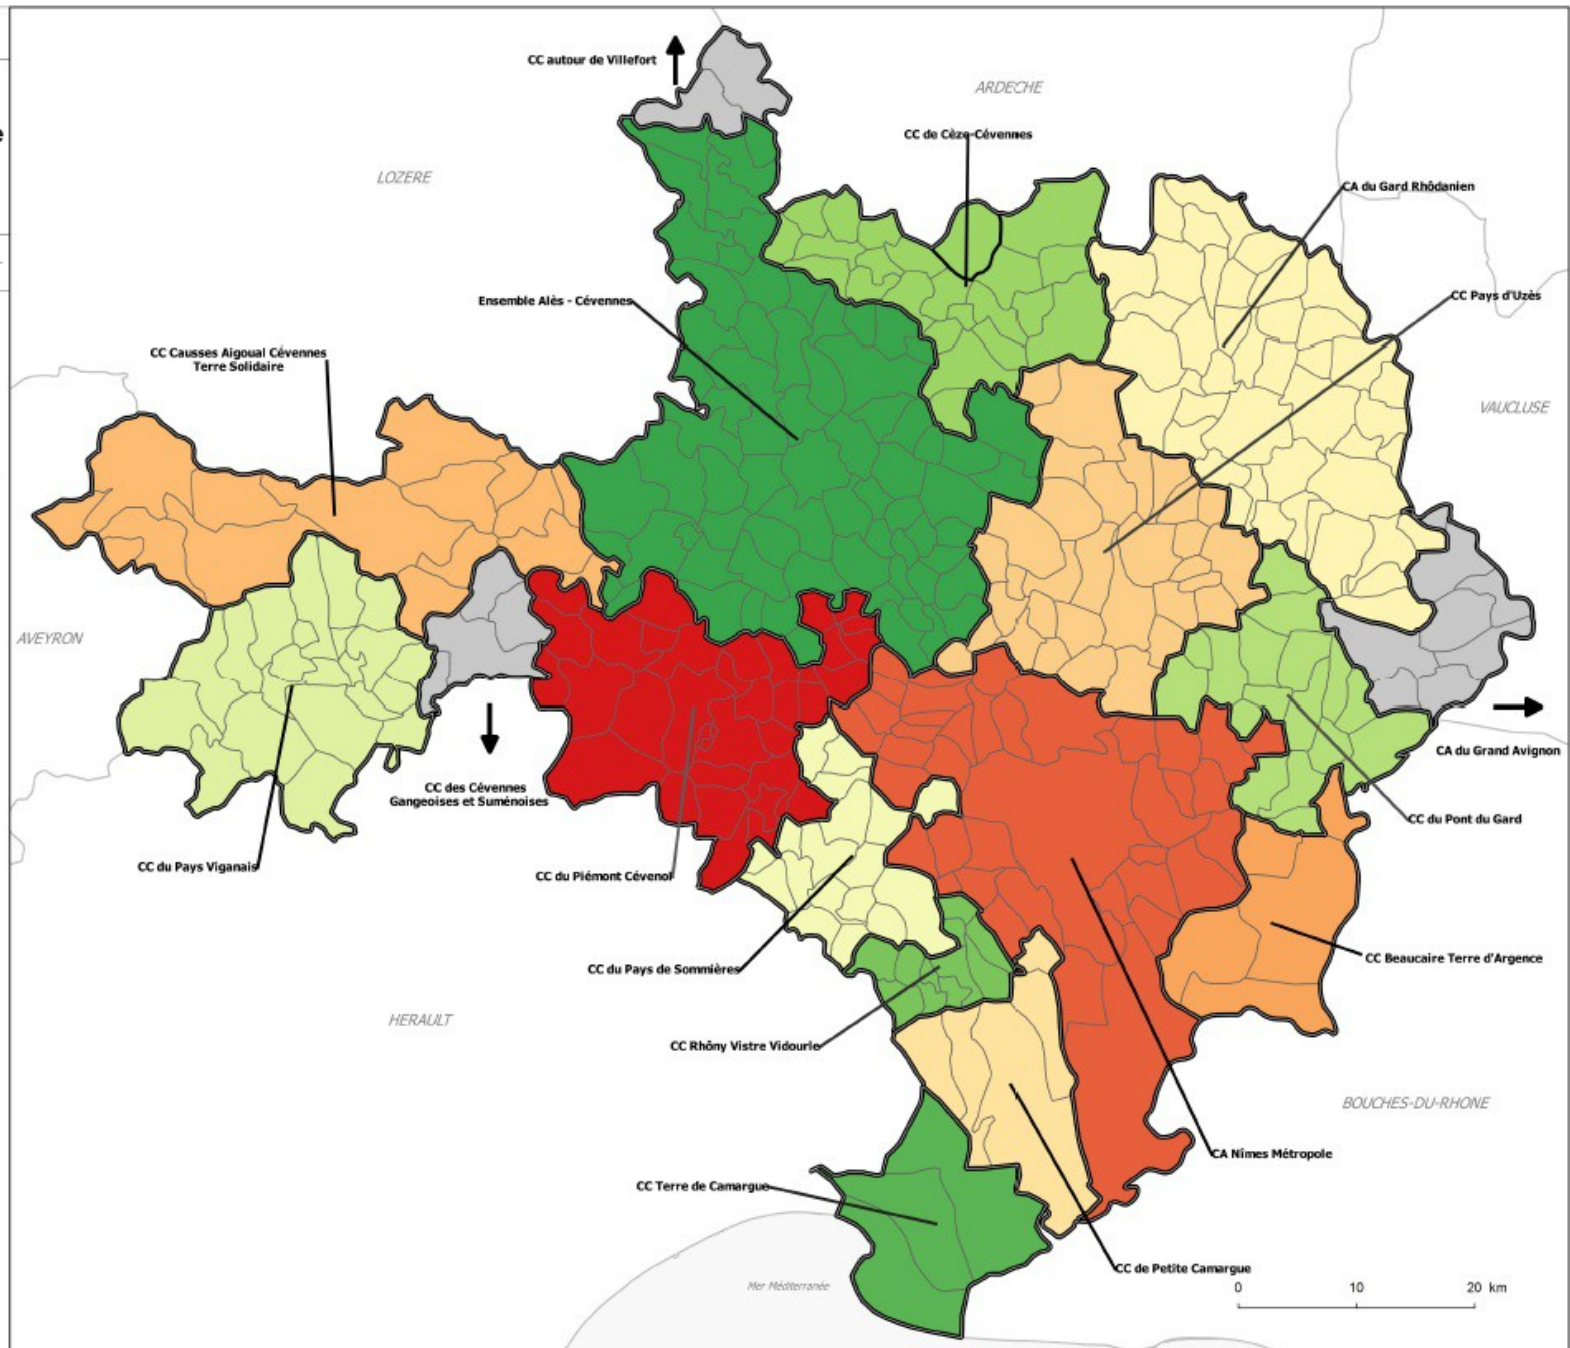 CC autour de Villefort
ARDECHE
e
CC de Cèze-Cévennes
LOZERE
CA du Gard Rhôdanien
CC Pays d'Uzès
Ensemble Alès - Cévennes
CC Causses Aigoual Cévennes
Terre Solidaire
VAUCLUSE
AVEYRON
CA du Grand Avignon
CC des Cévennes
Gangeoises et Suménoises
CC du Pont du Gard
CC du Pays Viganais
CC du Piémont Cévenol
CC Beaucaire Terre d'Argence
CC du Pays de Sommières
HERAULT
CC Rhôny Vistre Vidourle
BOUCHES-DU-RHONE
CA Nîmes Métropole
CC Terre de Camargue
CC de Petite Camargue
Mer Méditerranée
0 10 20 km